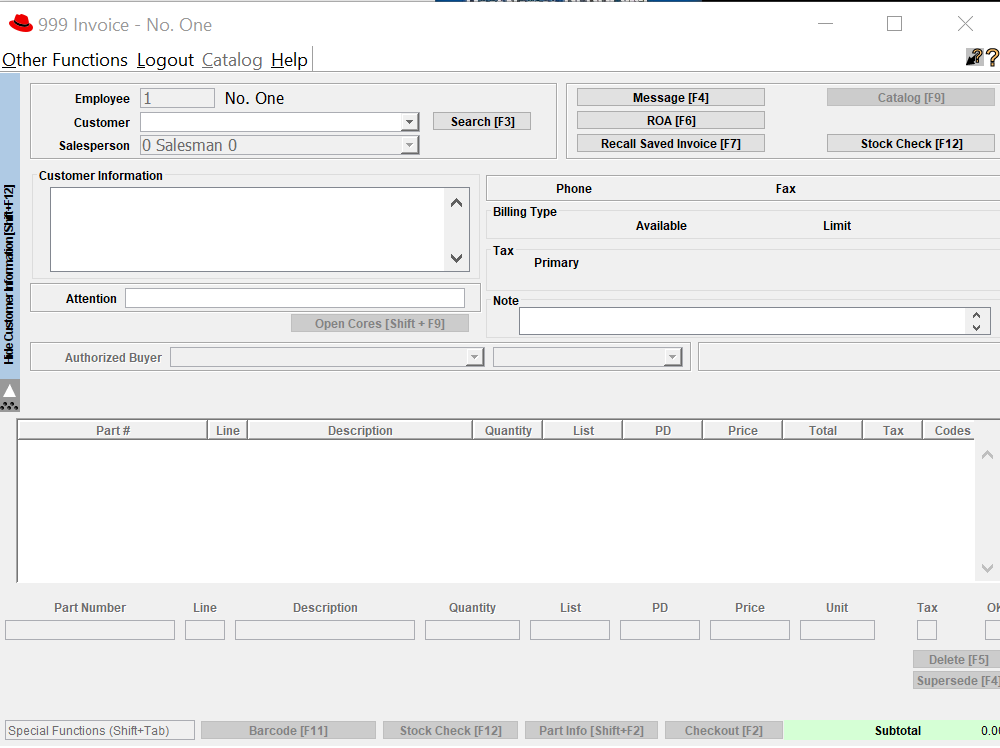 999 Invoice - No. One
Other Functions Logout Catalog Help
Hide Customer Information [Shift+F12]
Employee 1 No. One
Customer Search [F3]
Salesperson 0 Salesman 0
Message [F4] Catalog [F9]
ROA [F6]
Recall Saved Invoice [F7] Stock Check [F12]
Customer Information
Phone Fax
Billing Type
Available Limit
Tax
Primary
Attention
Note
Open Cores [Shift + F9]
Authorized Buyer
Part # Line Description Quantity List PD Price Total Tax Codes
Part Number Line Description Quantity List PD Price Unit Tax
Delete [F5]
Supersede [F4]
Special Functions (Shift+Tab) Barcode [F11] Stock Check [F12] Part Info [Shift+F2] Checkout [F2] Subtotal 0.00